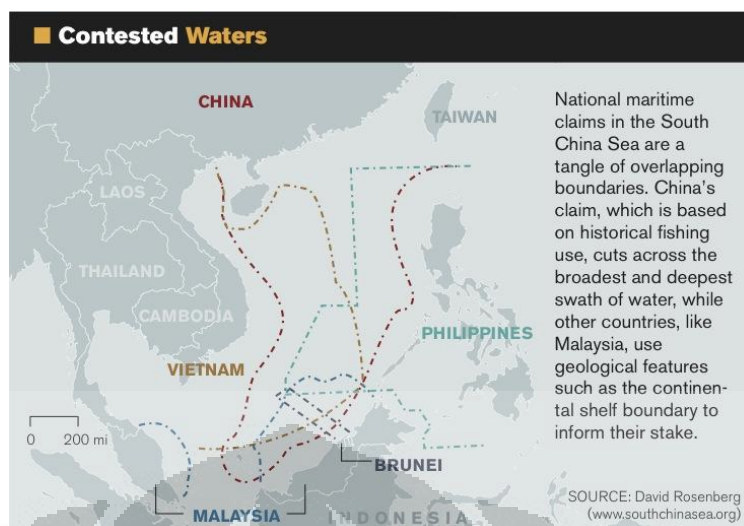 Contested Waters
CHINA
TAIWAN
LAOS
THAILAND
CAMBODIA
VIETNAM
PHILIPPINES
0 200 mi
BRUNEI
MALAYSIA
INDONESIA
National maritime
claims in the South
China Sea are a
tangle of overlapping
boundaries. China's
claim, which is based
on historical fishing
use, cuts across the
broadest and deepest
swath of water, while
other countries, like
Malaysia, use
geological features
such as the continen-
tal shelf boundary to
inform their stake.
SOURCE: David Rosenberg
(www.southchinasea.org)